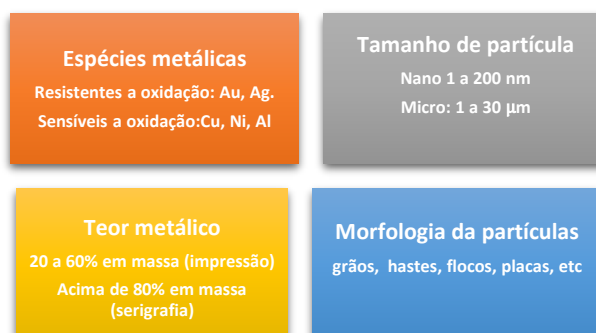 Espécies metálicas
Resistentes a oxidação: Au, Ag.
Sensíveis a oxidação:Cu, Ni, Al
Tamanho de partícula
Nano 1 a 200 nm
Micro: 1 a 30 µm
Teor metálico
20 a 60% em massa (impressão)
Acima de 80% em massa
(serigrafia)
Morfologia da partículas
grãos, hastes, flocos, placas, etc